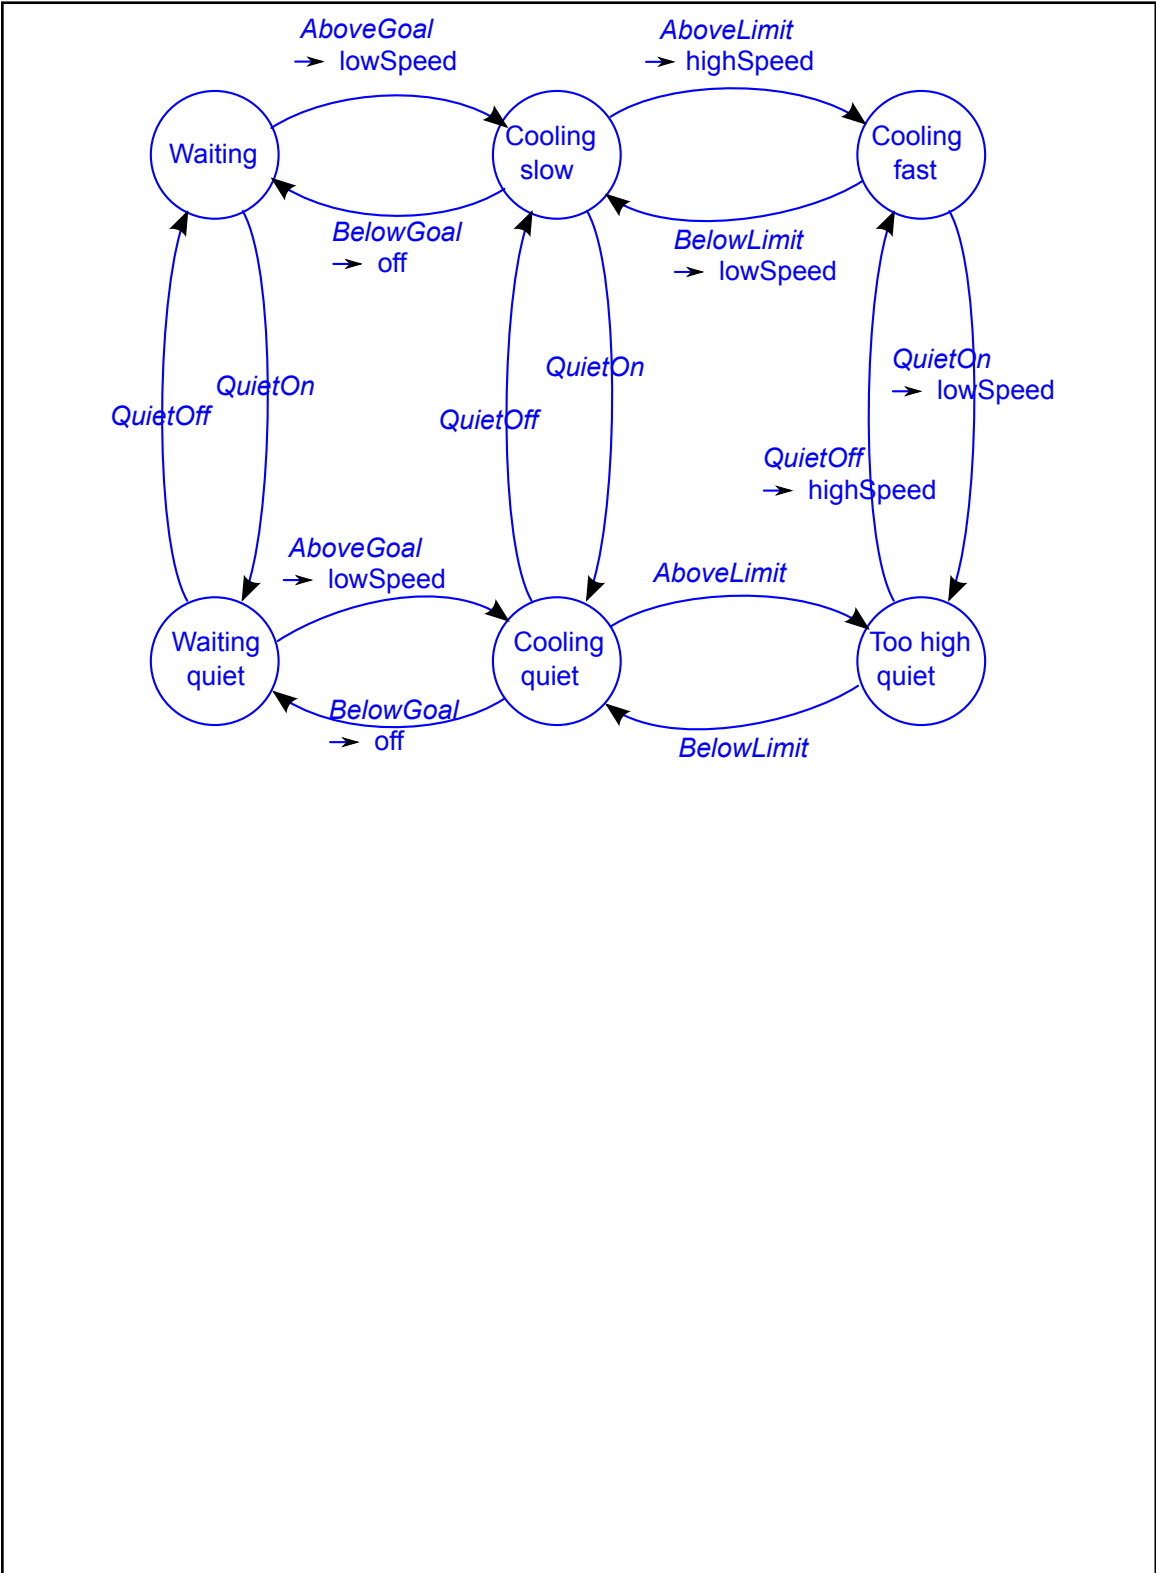 AboveGoal
→ lowSpeed
AboveLimit
→ highSpeed
Waiting
Cooling
slow
Cooling
fast
BelowGoal
→ off
BelowLimit
→ lowSpeed
QuietOff
QuietOn
QuietOff
QuietOn
QuietOff
→ highSpeed
QuietOn
→ lowSpeed
AboveGoal
→ lowSpeed
AboveLimit
Waiting
quiet
Cooling
quiet
Too high
quiet
BelowGoal
→ off
BelowLimit